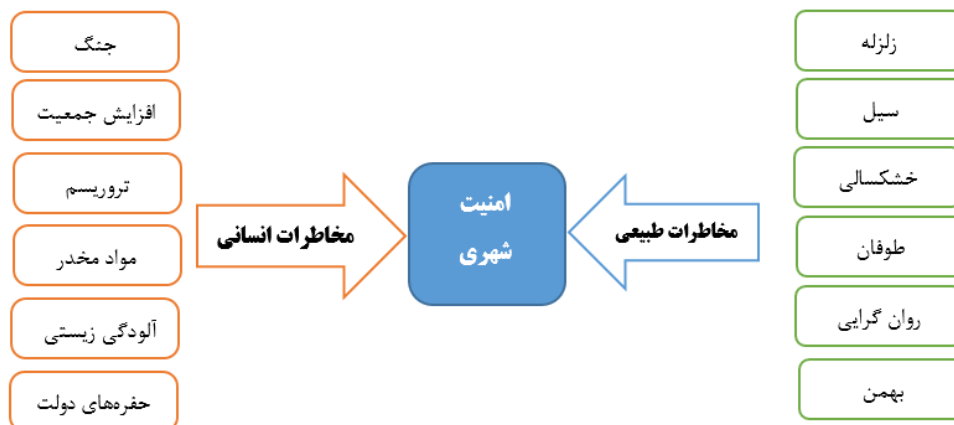 زلزله
سیل
خشکسالی
طوفان
روان گرایی
بهمن
مخاطرات طبیعی
امنیت
شهری
مخاطرات انسانی
جنگ
افزایش جمعیت
تروریسم
مواد مخدر
آلودگی زیستی
حفره‌های دولت